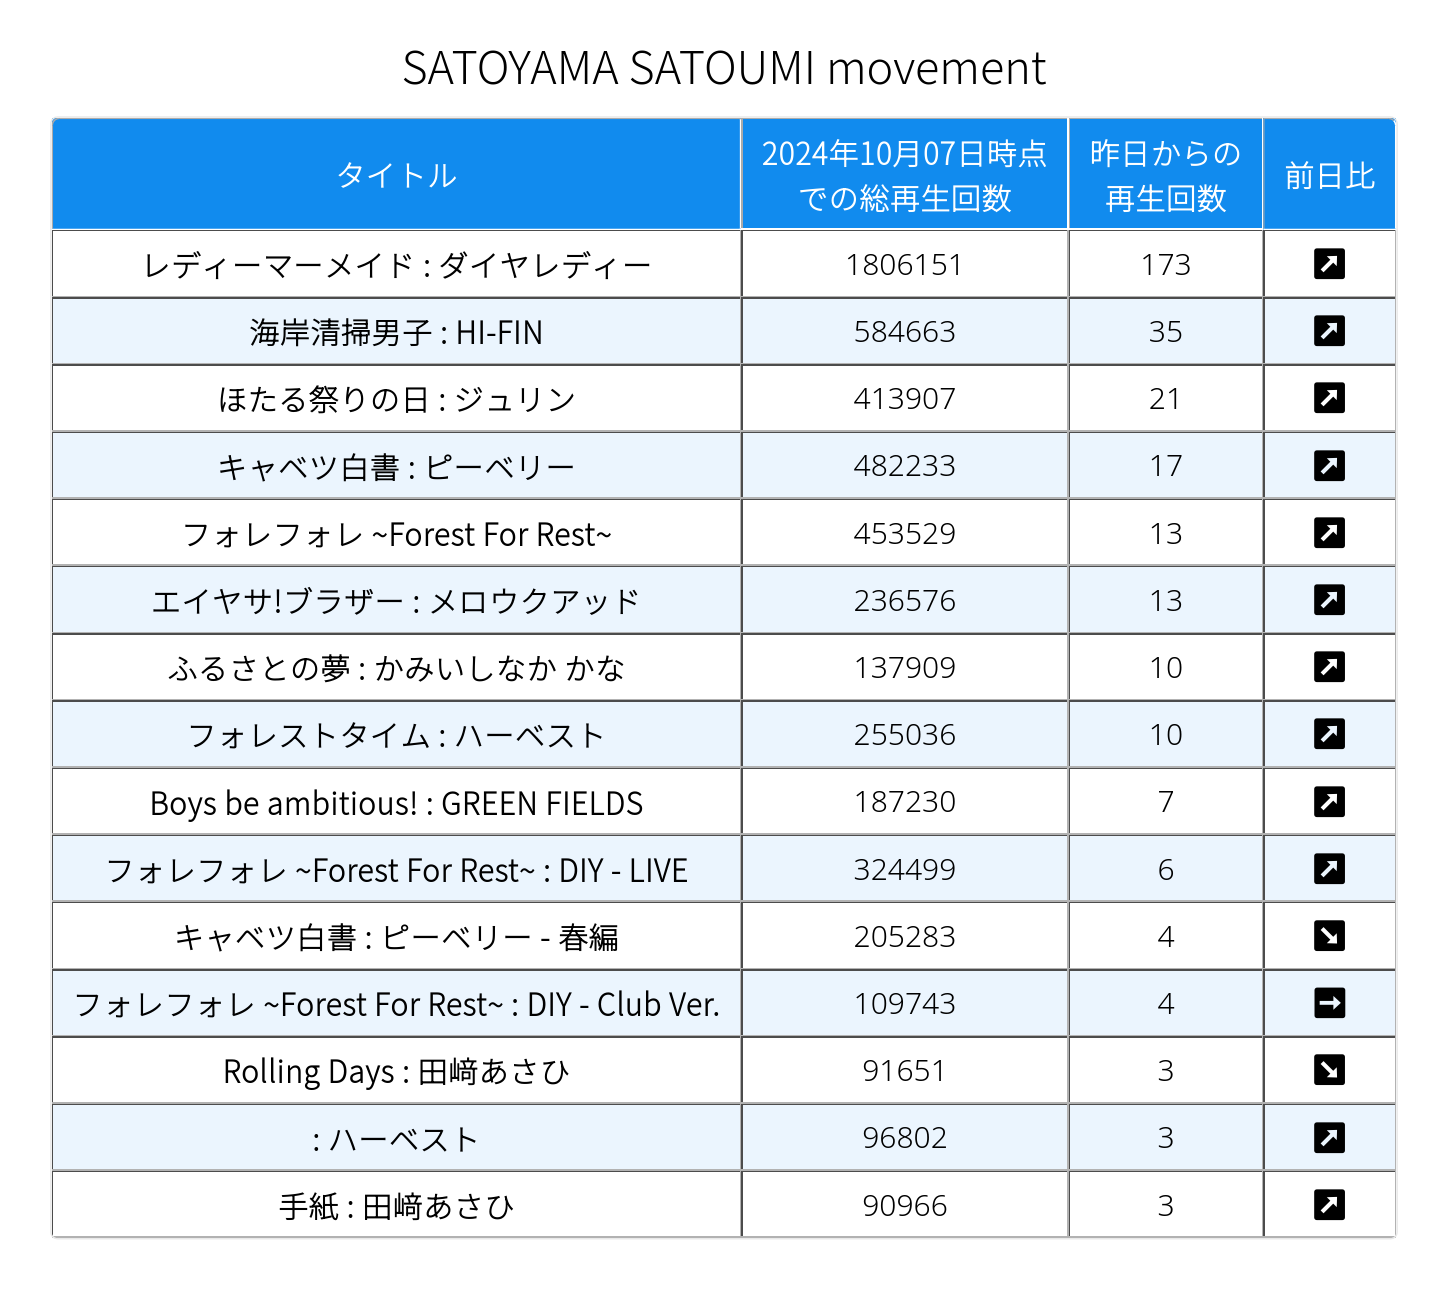 SATOYAMA SATOUMI movement
タイトル 2024年10月07日時点での総再生回数 昨日からの再生回数 前日比
レディーマーメイド : ダイヤレディー 1806151 173 ↗
海岸清掃男子 : HI-FIN 584663 35 ↗
ほたる祭りの日 : ジュリン 413907 21 ↗
キャベツ白書 : ピーベリー 482233 17 ↗
フォレフォレ ~Forest For Rest~ 453529 13 ↗
エイヤサ!ブラザー : メロウクアッド 236576 13 ↗
ふるさとの夢 : かみいしなか かな 137909 10 ↗
フォレストタイム : ハーベスト 255036 10 ↗
Boys be ambitious! : GREEN FIELDS 187230 7 ↗
フォレフォレ ~Forest For Rest~ : DIY - LIVE 324499 6 ↗
キャベツ白書 : ピーベリー - 春編 205283 4 ↘
フォレフォレ ~Forest For Rest~ : DIY - Club Ver. 109743 4 →
Rolling Days : 田﨑あさひ 91651 3 ↘
: ハーベスト 96802 3 ↗
手紙 : 田﨑あさひ 90966 3 ↗